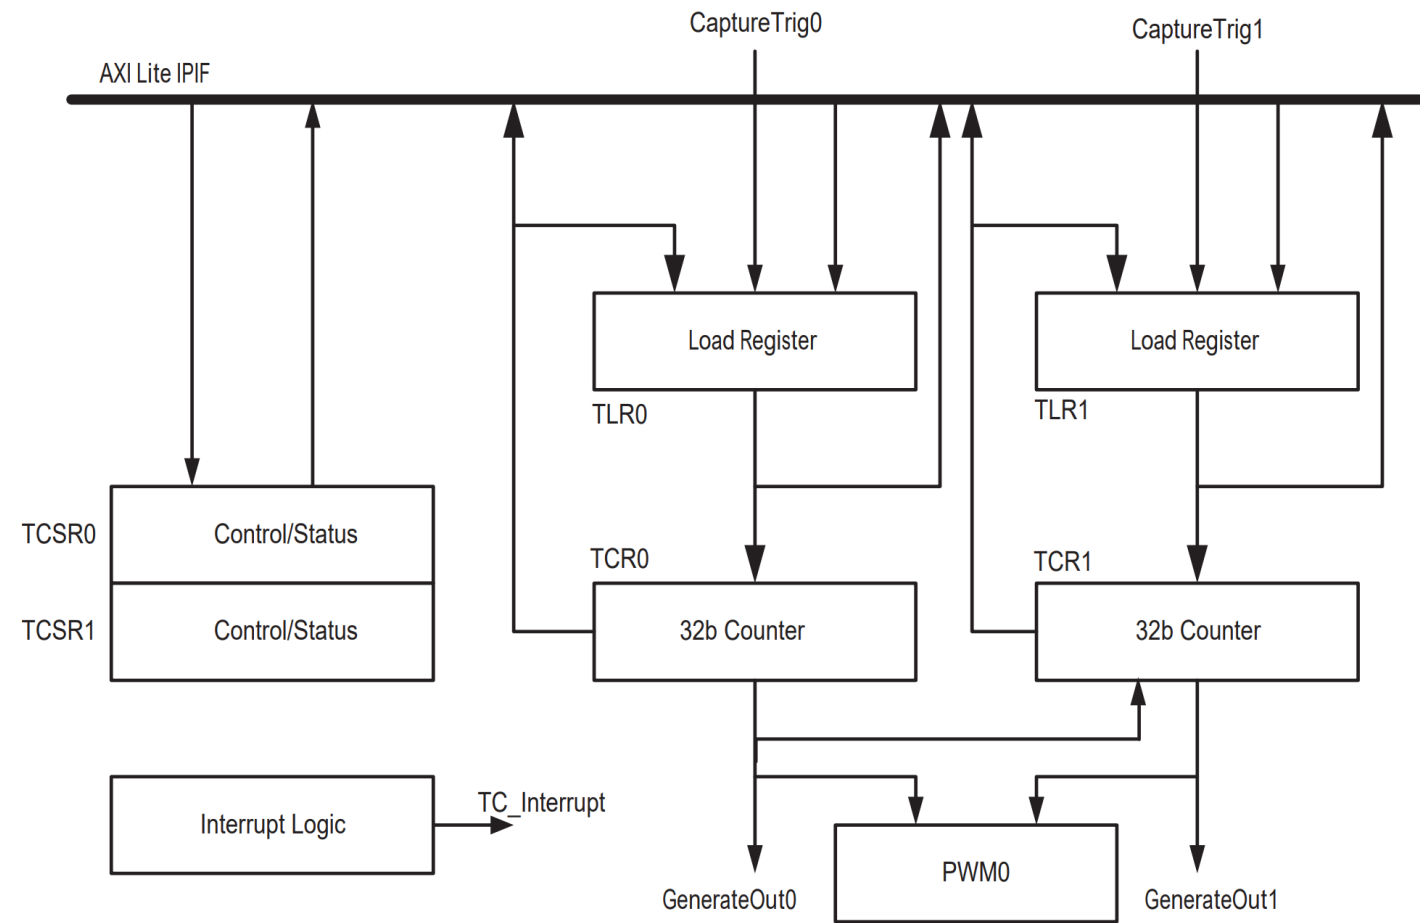 CaptureTrig0
CaptureTrig1
AXI Lite IPIF
Load Register
Load Register
TLR0
TLR1
TCSR0
Control/Status
TCR0
TCR1
TCSR1
Control/Status
32b Counter
32b Counter
Interrupt Logic
TC_Interrupt
PWM0
GenerateOut0
GenerateOut1